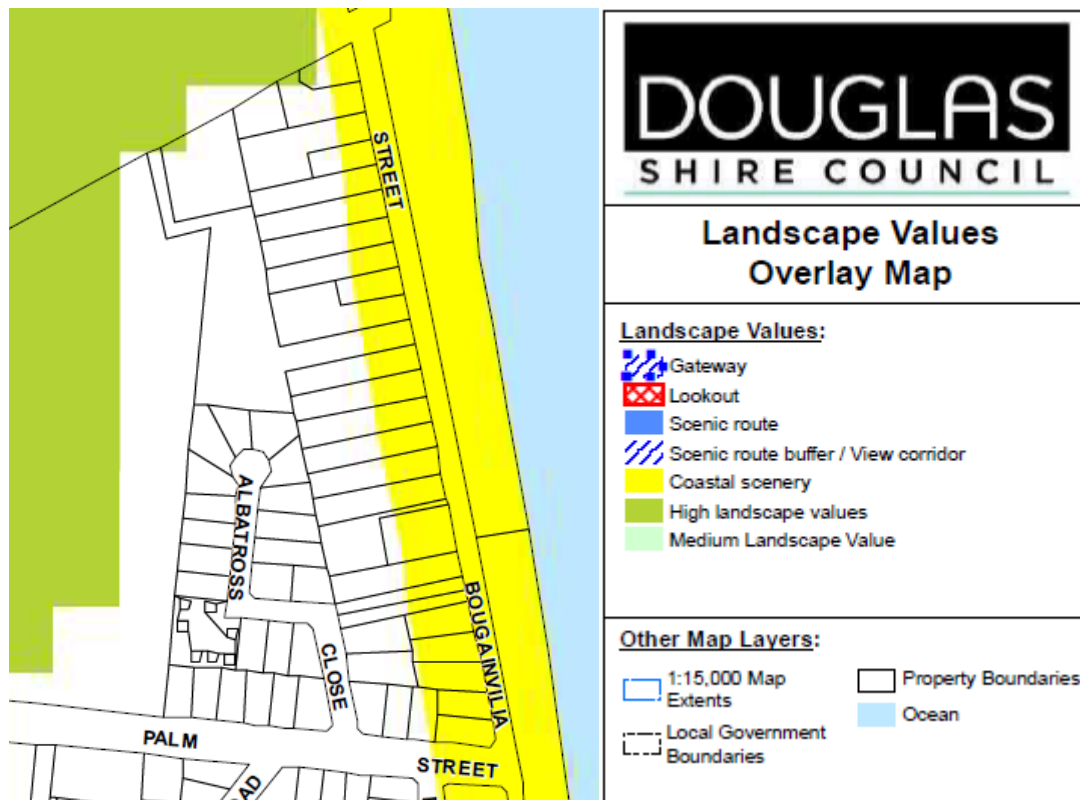 STREET
ALBATROSS
CLOSE
BOUGAINVILIA
PALM
STREET
DOUGLAS
SHIRE COUNCIL
Landscape Values
Overlay Map
Landscape Values:
Gateway
Lookout
Scenic route
Scenic route buffer / View corridor
Coastal scenery
High landscape values
Medium Landscape Value
Other Map Layers:
1:15,000 Map
Extents
Local Government
Boundaries
Property Boundaries
Ocean